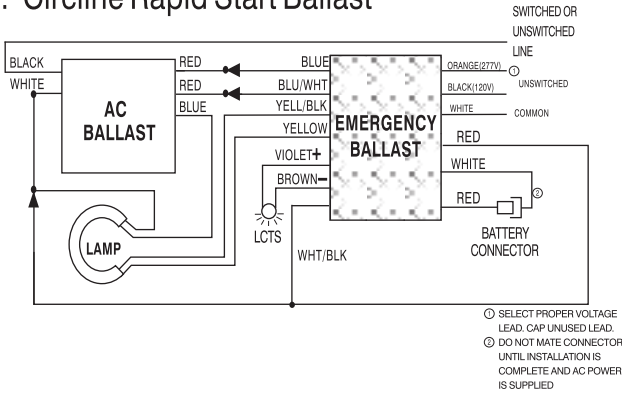 . Circline Rapid Start Ballast
SWITCHED OR
UNSWITCHED
LINE
BLACK
WHITE
AC
BALLAST
RED
RED
BLUE
BLUE
BLU/WHT
YELL/BLK
YELLOW
VIOLET+
BROWN-
LCTS
WHT/BLK
EMERGENCY
BALLAST
ORANGE(277V)
①
UNSWITCHED
BLACK(120V)
WHITE
COMMON
RED
WHITE
RED
②
BATTERY
CONNECTOR
LAMP
① SELECT PROPER VOLTAGE
LEAD. CAP UNUSED LEAD.
② DO NOT MATE CONNECTOR
UNTIL INSTALLATION IS
COMPLETE AND AC POWER
IS SUPPLIED